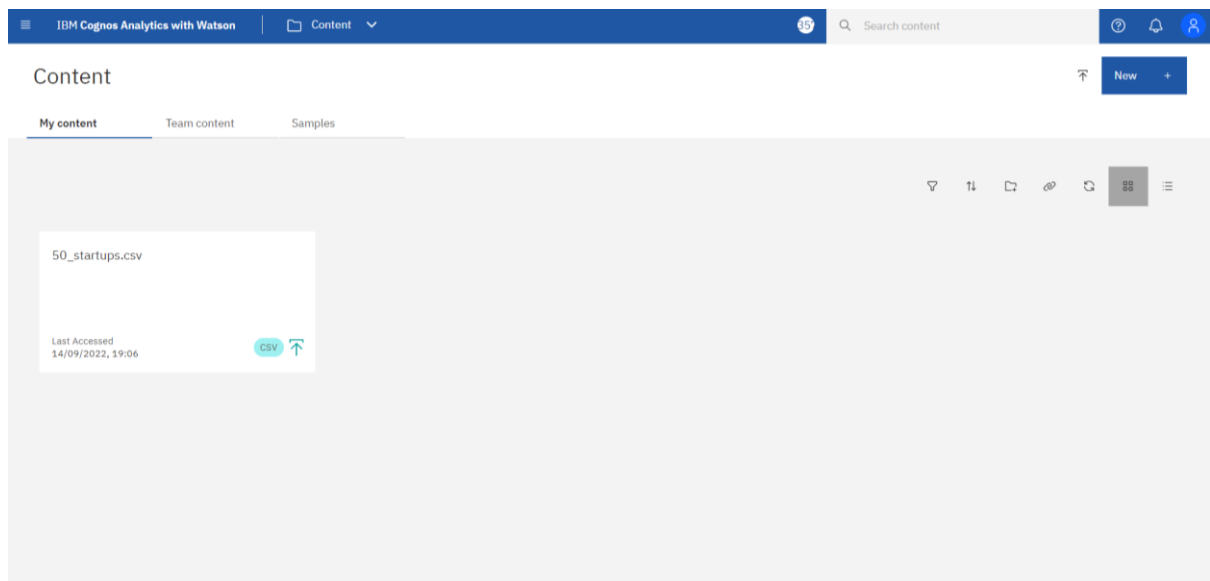 IBM Cognos Analytics with Watson
Content
35
Search content
Content
New +
My content
Team content
Samples
50_startups.csv
Last Accessed
14/09/2022, 19:06
CSV